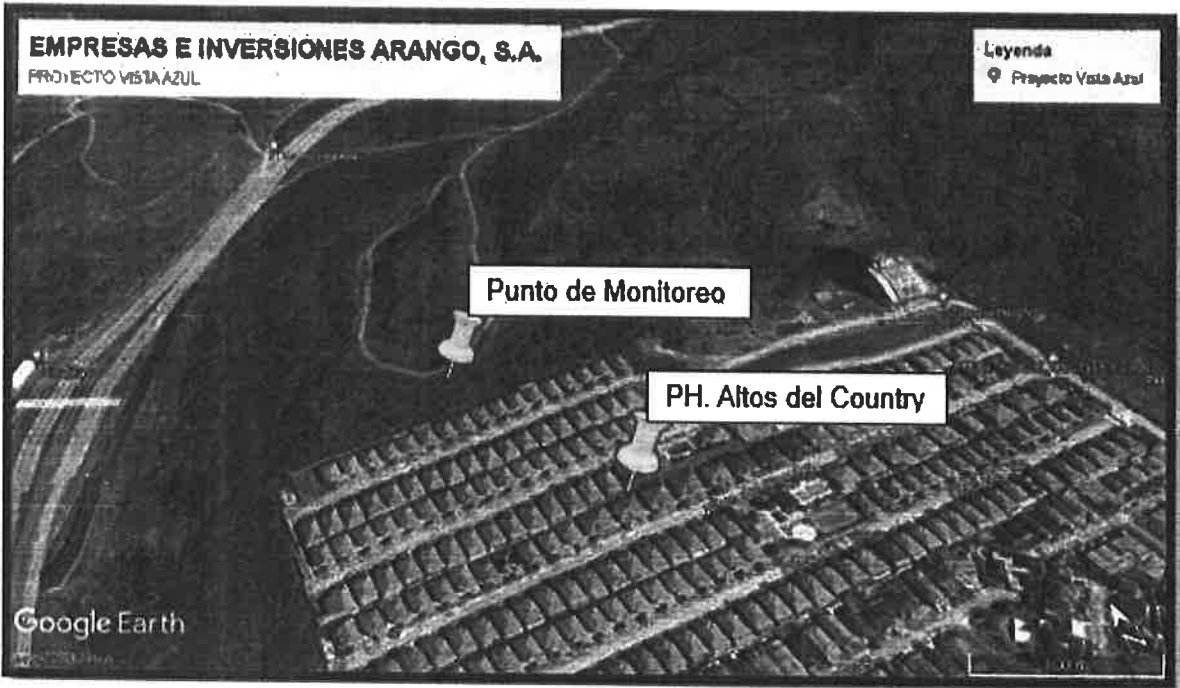 EMPRESAS E INVERSIONES ARANGO, S.A.
PROYECTO VISTA AZUL
Leyenda
Proyecto Vista Azul
Punto de Monitoreo
PH. Altos del Country
Google Earth